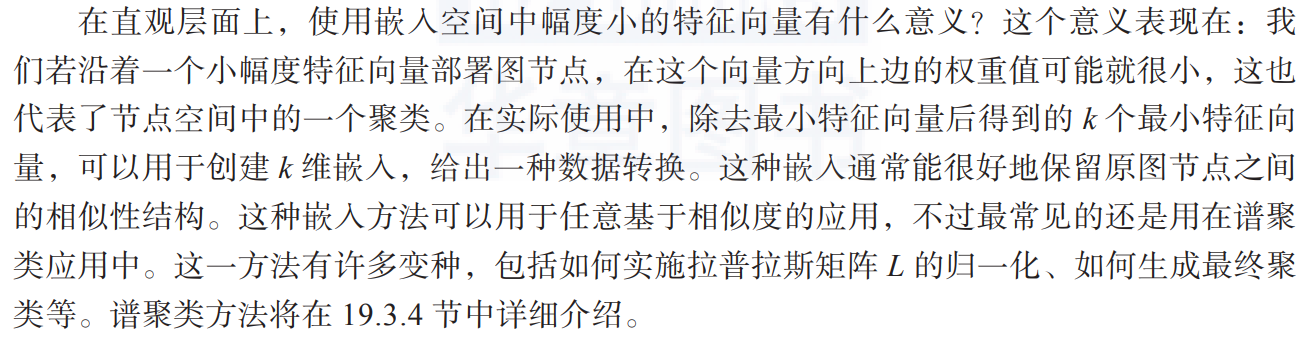 在直观层面上，使用嵌入空间中幅度小的特征向量有什么意义？这个意义表现在：我
们若沿着一个小幅度特征向量部署图节点，在这个向量方向上边的权重值可能就很小，这也
代表了节点空间中的一个聚类。在实际使用中，除去最小特征向量后得到的 k 个最小特征向
量，可以用于创建 k 维嵌入，给出一种数据转换。这种嵌入通常能很好地保留原图节点之间
的相似性结构。这种嵌入方法可以用于任意基于相似度的应用，不过最常见的还是用在谱聚
类应用中。这一方法有许多变种，包括如何实施拉普拉斯矩阵 L 的归一化、如何生成最终聚
类等。谱聚类方法将在 19.3.4 节中详细介绍。